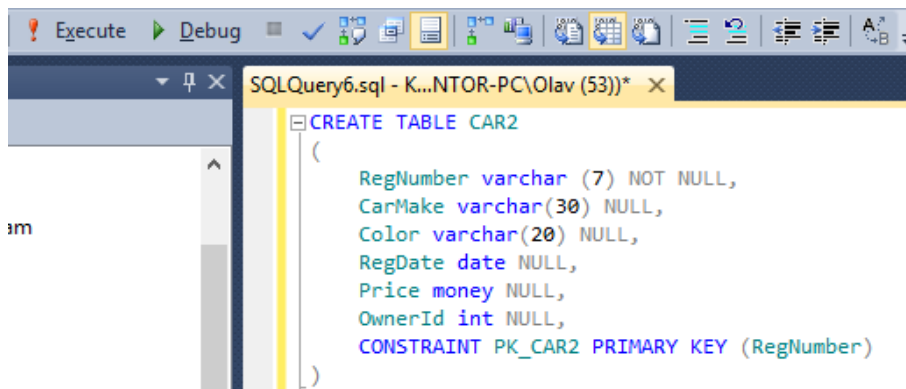 Execute Debug
SQLQuery6.sql - K...NTOR-PC\Olav (53))*
CREATE TABLE CAR2
(
RegNumber varchar (7) NOT NULL,
am
CarMake varchar(30) NULL,
Color varchar(20) NULL,
RegDate date NULL,
Price money NULL,
OwnerId int NULL,
CONSTRAINT PK_CAR2 PRIMARY KEY (RegNumber)
)